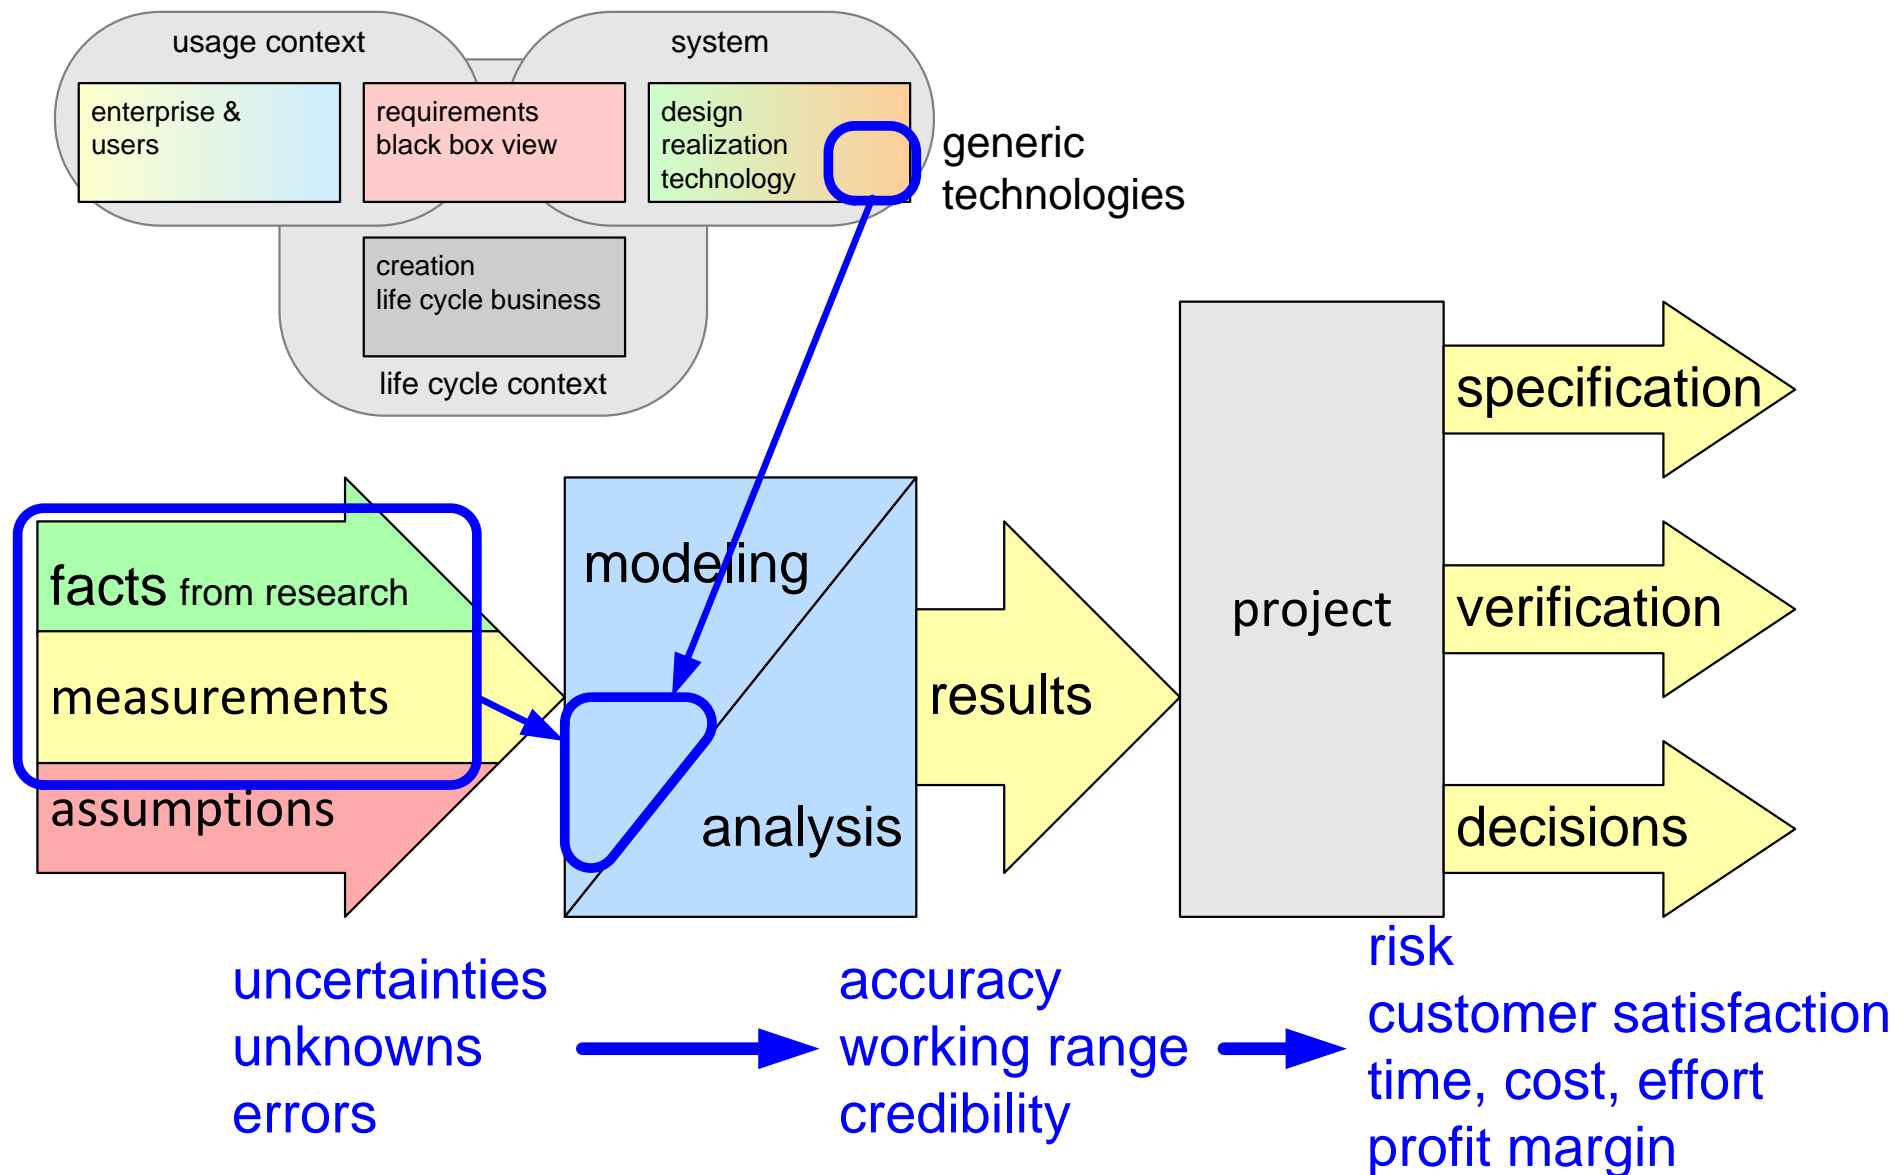 usage context
system
enterprise &
users
requirements
black box view
design
realization
technology
generic
technologies
creation
life cycle business
life cycle context
facts from research
measurements
assumptions
modeling
analysis
results
project
specification
verification
decisions
uncertainties
unknowns
errors
accuracy
working range
credibility
risk
customer satisfaction
time, cost, effort
profit margin